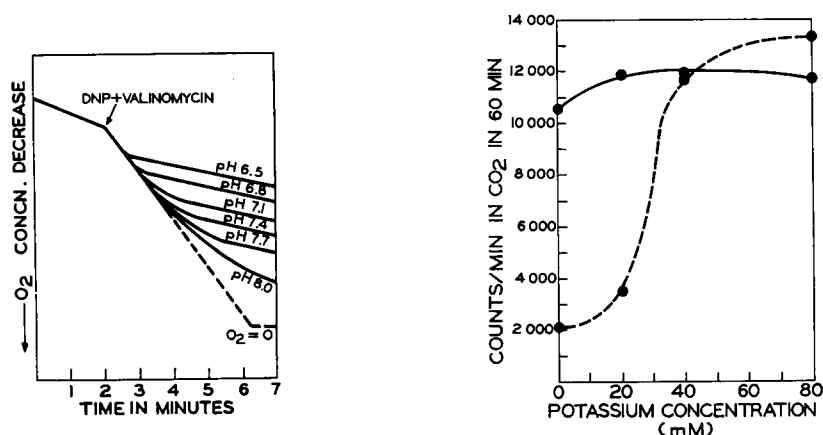 O₂ CONCN. DECREASE
DNP+VALINOMYCIN
pH 6.5
pH 6.8
pH 7.1
pH 7.4
pH 7.7
pH 8.0
O₂=0
1 2 3 4 5 6 7
TIME IN MINUTES
COUNTS/MIN IN CO₂ IN 60 MIN
14 000
12 000
10 000
8 000
6 000
4 000
2 000
0 20 40 60 80
POTASSIUM CONCENTRATION
(mM)